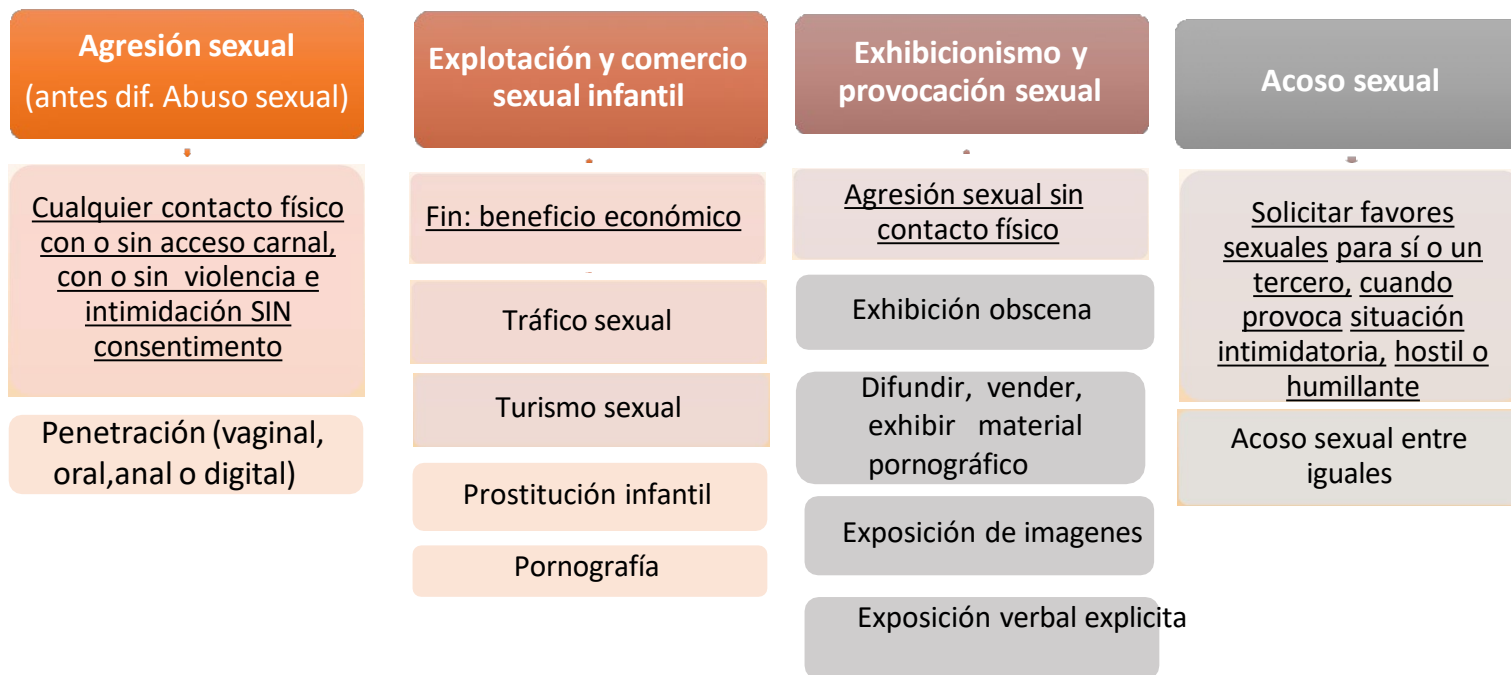 Agresión sexual
(antes dif. Abuso sexual)
Cualquier contacto físico
con o sin acceso carnal,
con o sin violencia e
intimidación SIN
consentimento
Penetración (vaginal,
oral,anal o digital)
Explotación y comercio
sexual infantil
Fin: beneficio económico
Tráfico sexual
Turismo sexual
Prostitución infantil
Pornografía
Exhibicionismo y
provocación sexual
Agresión sexual sin
contacto físico
Exhibición obscena
Difundir, vender,
exhibir material
pornográfico
Exposición de imagenes
Exposición verbal explicita
Acoso sexual
Solicitar favores
sexuales para sí o un
tercero, cuando
provoca situación
intimidatoria, hostil o
humillante
Acoso sexual entre
iguales